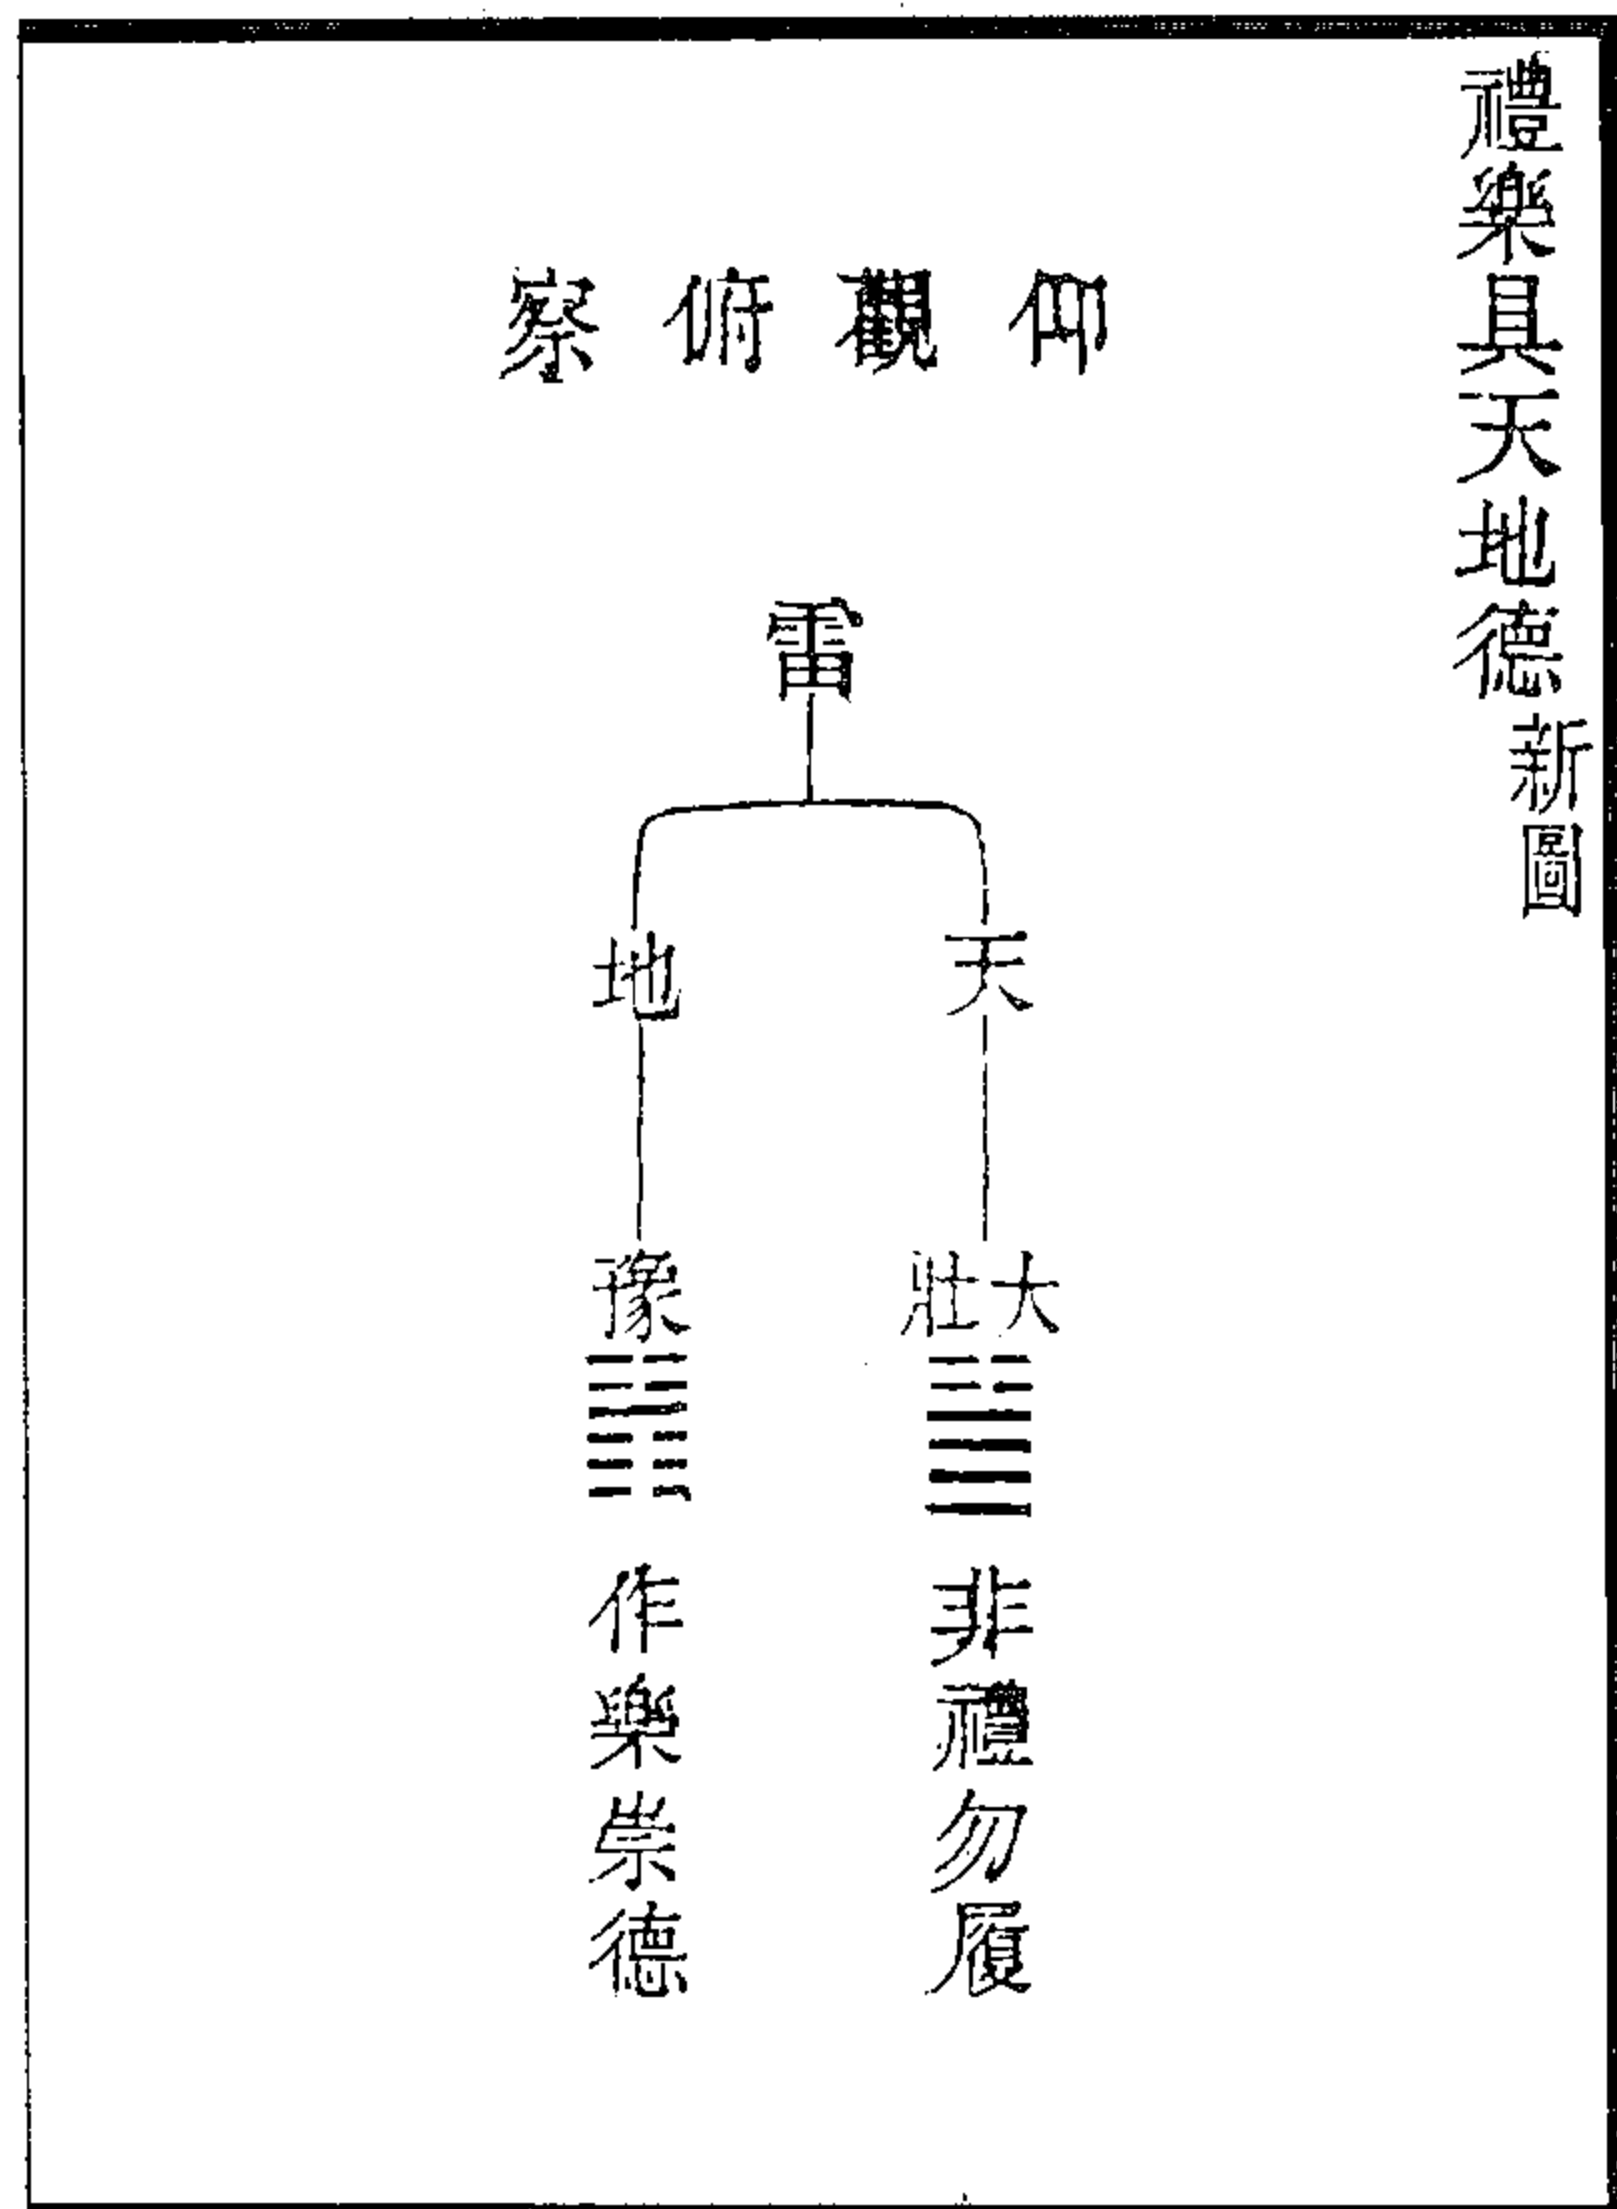 禮樂具天地德新圖
仰觀俯察
雷
天
地
大壯
豫
非禮勿履
作樂崇德